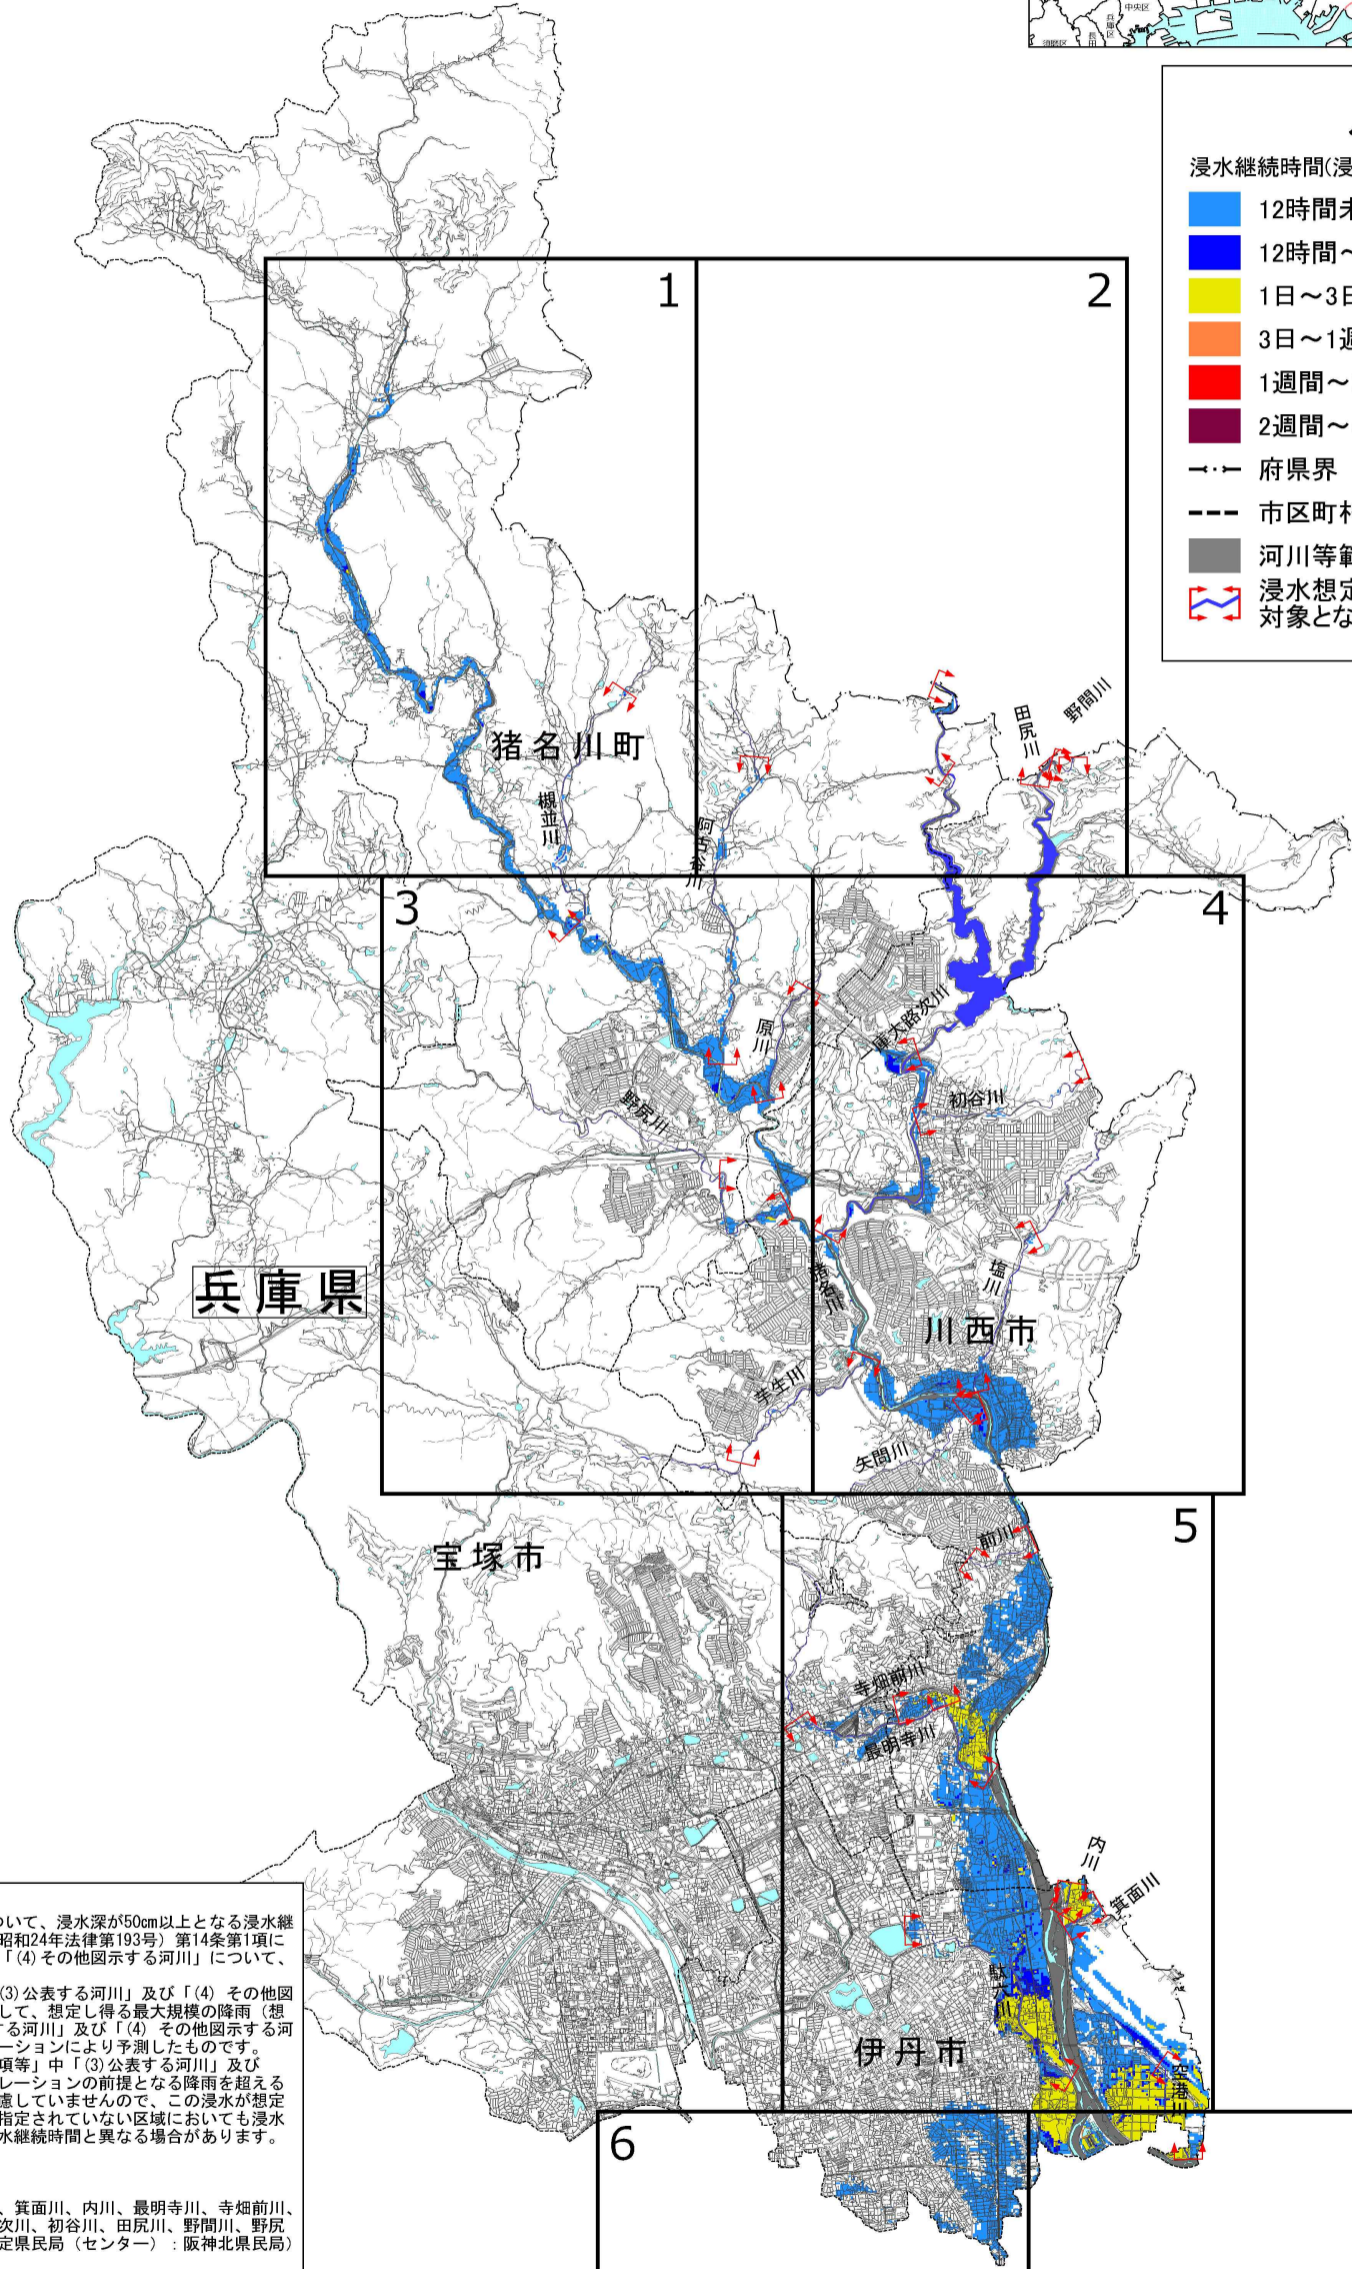 中央区
兵庫区
長田
須磨区
浸水継続時間(浸
12時間未
12時間～
1日～3日
3日～1週
1週間～
2週間～
府県界
市区町村
河川等範
浸水想定
対象とな
1
2
猪名川町
槻並川
阿古谷川
田尻川
野間川
3
4
原川
一庫大路次川
野尻川
初谷川
兵庫県
猪名川
塩川
川西市
芋生川
矢問川
5
前川
宝塚市
寺畑前川
最明寺川
内川
箕面川
駄六川
伊丹市
空港川
6
ついて、浸水深が50cm以上となる浸水継
昭和24年法律第193号）第14条第1項に
「(4)その他図示する河川」について、
(3)公表する河川」及び「(4) その他図
して、想定し得る最大規模の降雨（想
する河川」及び「(4) その他図示する河
ーションにより予測したものです。
項等」中「(3)公表する河川」及び
レーションの前提となる降雨を超える
慮していませんので、この浸水が想定
指定されていない区域においても浸水
水継続時間と異なる場合があります。
、箕面川、内川、最明寺川、寺畑前川、
次川、初谷川、田尻川、野間川、野尻
定県民局（センター）：阪神北県民局）